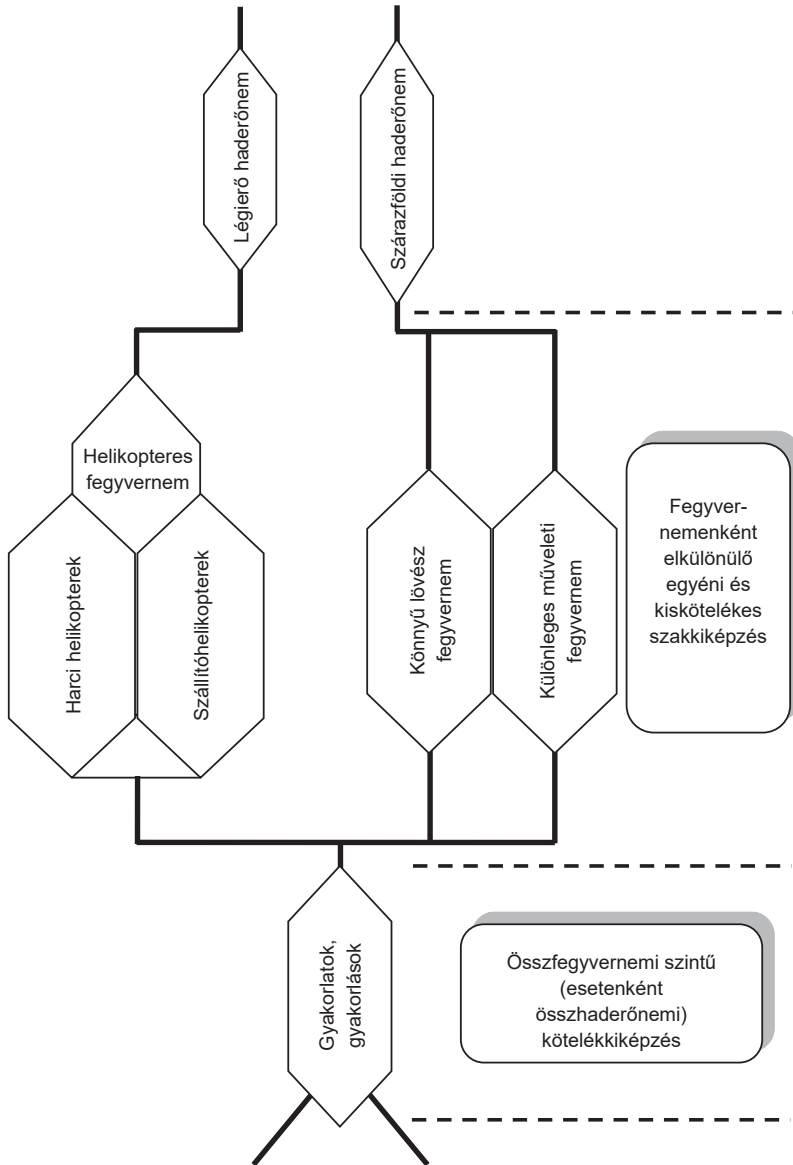 Légierő haderőnem
Szárazföldi haderőnem
Helikopteres
fegyvernem
Harci helikopterek
Szállítóhelikopterek
Könnyű lövész
fegyvernem
Különleges műveleti
fegyvernem
Fegyver-
nemenként
elkülönülő
egyéni és
kiskötelékes
szakkiképzés
Gyakorlatok,
gyakorlások
Összfegyvernemi szintű
(esetenként
összhaderőnemi)
kötelékkiképzés